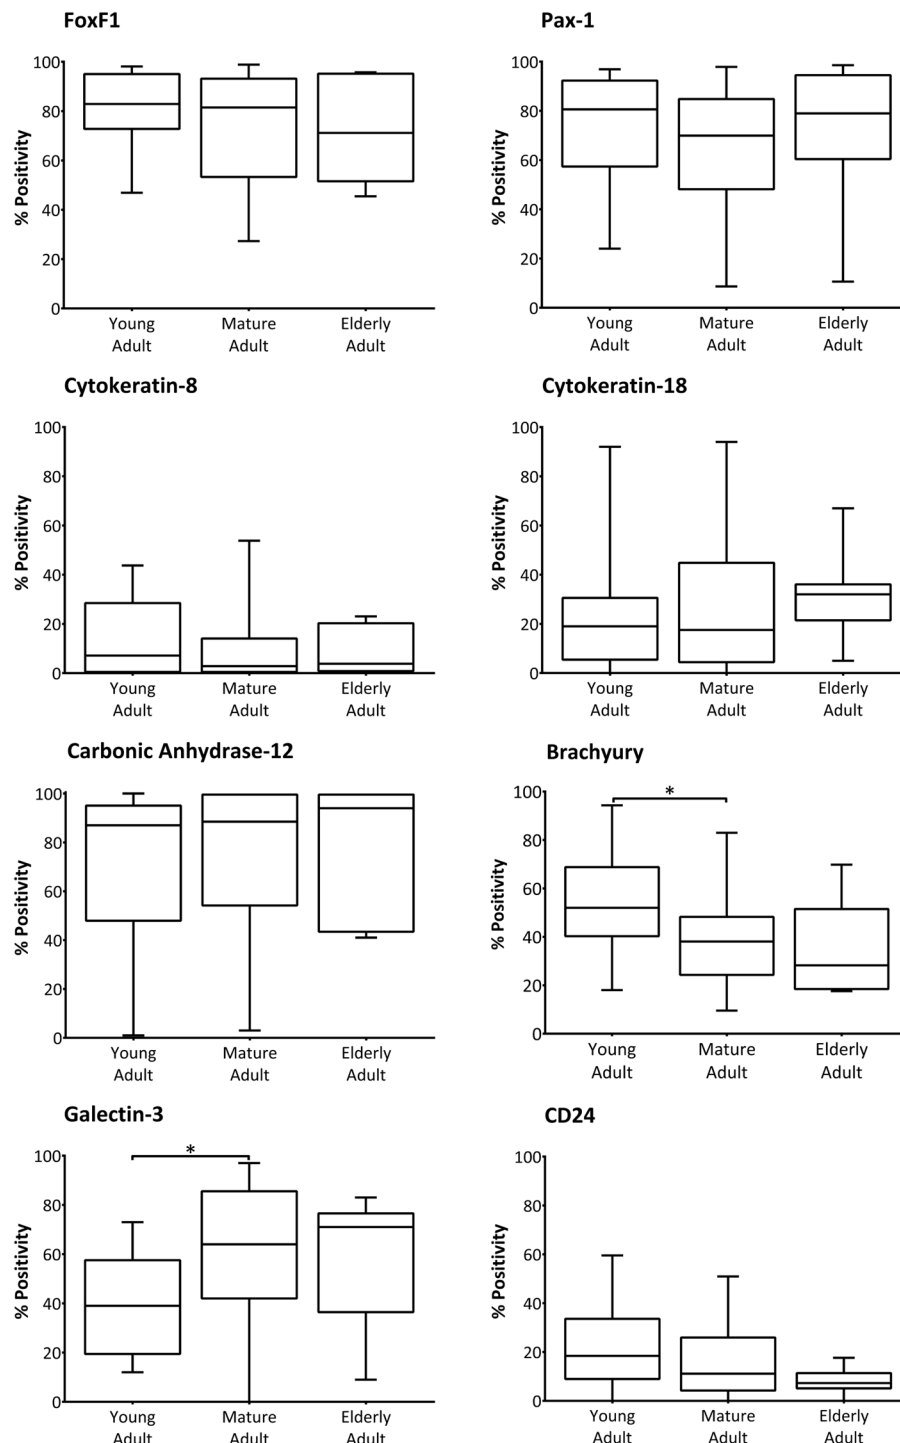 FoxF1
% Positivity
100
80
60
40
20
0
Young Adult
Mature Adult
Elderly Adult
Pax-1
% Positivity
100
80
60
40
20
0
Young Adult
Mature Adult
Elderly Adult
Cytokeratin-8
% Positivity
100
80
60
40
20
0
Young Adult
Mature Adult
Elderly Adult
Cytokeratin-18
% Positivity
100
80
60
40
20
0
Young Adult
Mature Adult
Elderly Adult
Carbonic Anhydrase-12
% Positivity
100
80
60
40
20
0
Young Adult
Mature Adult
Elderly Adult
Brachyury
*
% Positivity
100
80
60
40
20
0
Young Adult
Mature Adult
Elderly Adult
Galectin-3
*
% Positivity
100
80
60
40
20
0
Young Adult
Mature Adult
Elderly Adult
CD24
% Positivity
100
80
60
40
20
0
Young Adult
Mature Adult
Elderly Adult